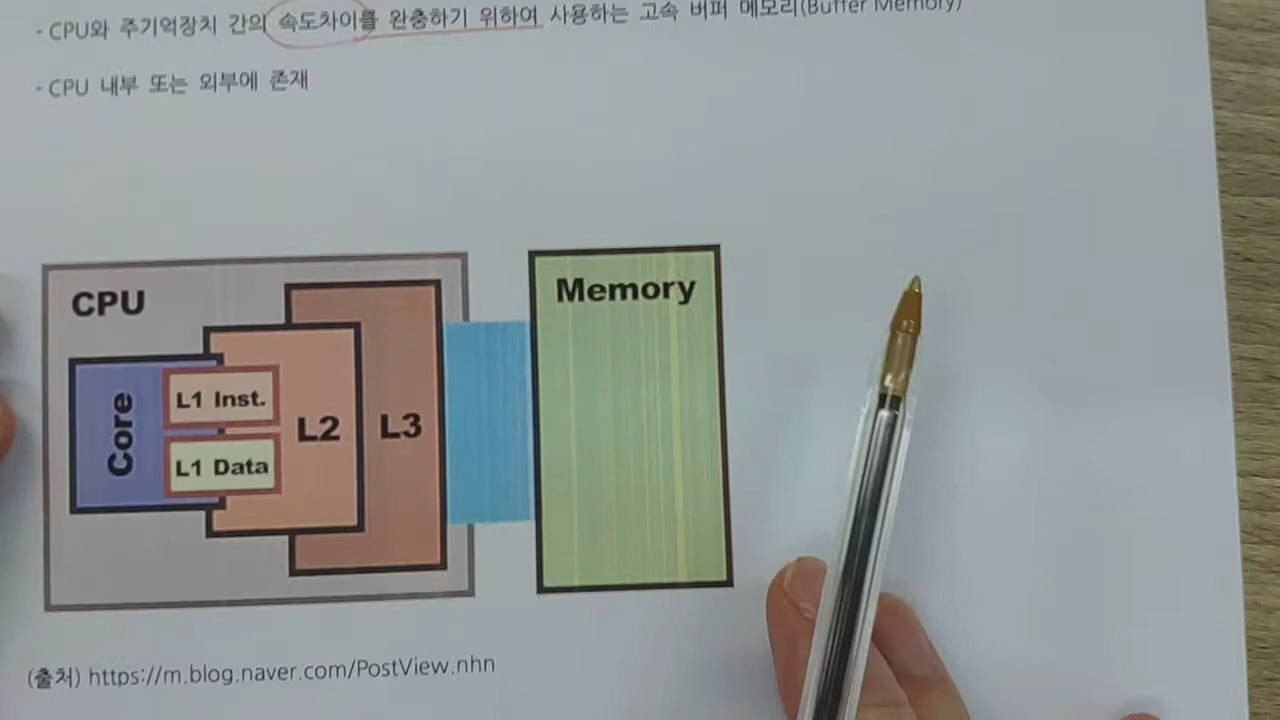 - CPU와 주기억장치 간의 속도차이를 완충하기 위하여 사용하는 고속 버퍼 메모리(Buffer Memory)
- CPU 내부 또는 외부에 존재
CPU
Memory
Core
L1 Inst.
L1 Data
L2
L3
(출처) https://m.blog.naver.com/PostView.nhn